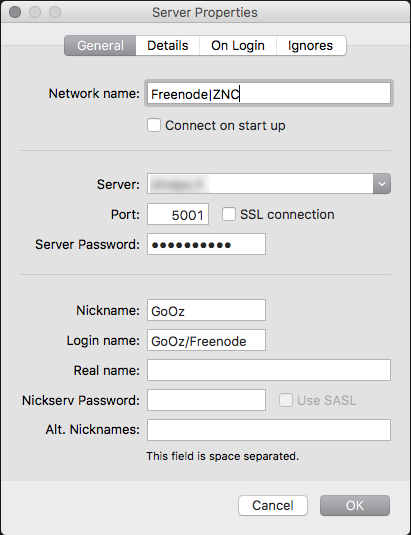 Server Properties
General Details On Login Ignores
Network name: Freenode|ZNC
Connect on start up
Server:
Port: 5001 SSL connection
Server Password: ●●●●●●●●●●
Nickname: GoOz
Login name: GoOz/Freenode
Real name:
Nickserv Password: Use SASL
Alt. Nicknames:
This field is space separated.
Cancel OK